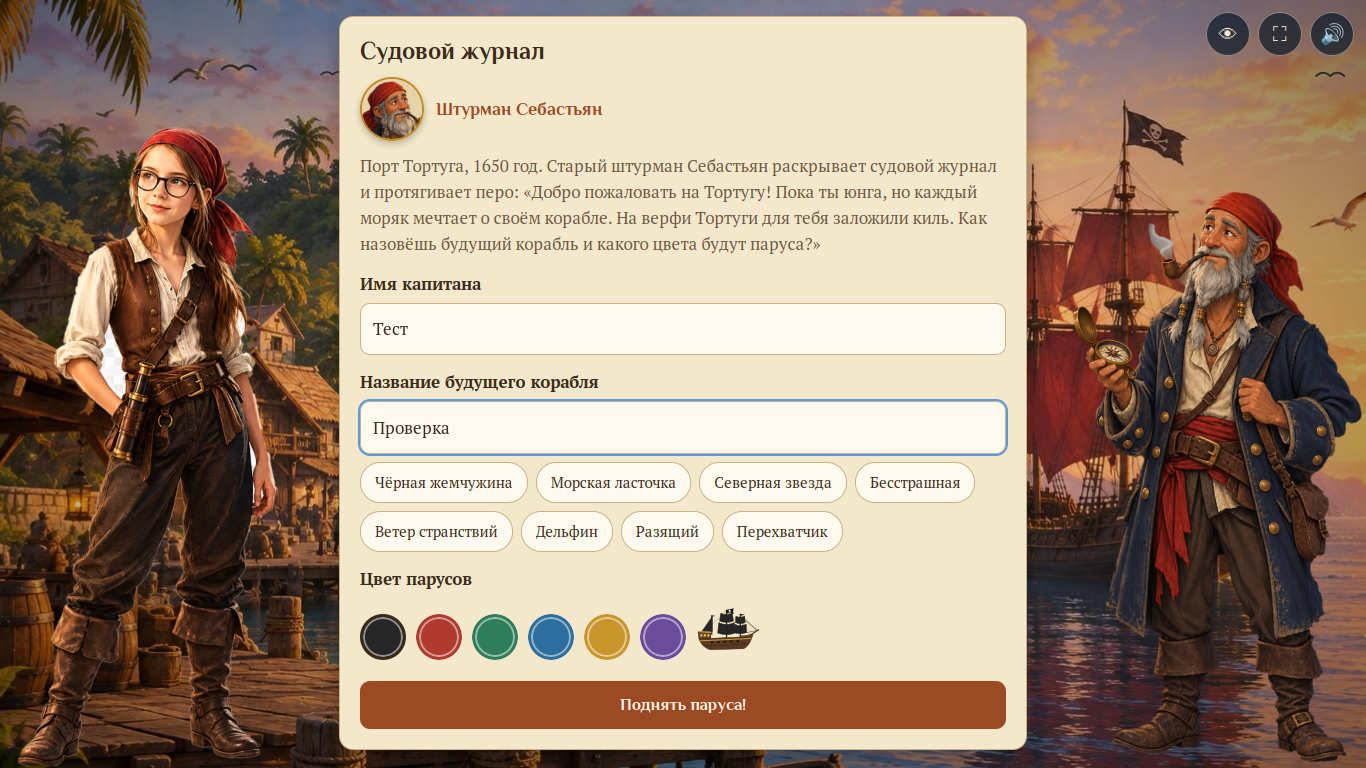 Судовой журнал
Штурман Себастьян
Порт Тортуга, 1650 год. Старый штурман Себастьян раскрывает судовой журнал
и протягивает перо: «Добро пожаловать на Тортугу! Пока ты юнга, но каждый
моряк мечтает о своём корабле. На верфи Тортуги для тебя заложили киль. Как
назовёшь будущий корабль и какого цвета будут паруса?»
Имя капитана
Тест
Название будущего корабля
Проверка
Чёрная жемчужина Морская ласточка Северная звезда Бесстрашная
Ветер странствий Дельфин Разящий Перехватчик
Цвет парусов
Поднять паруса!